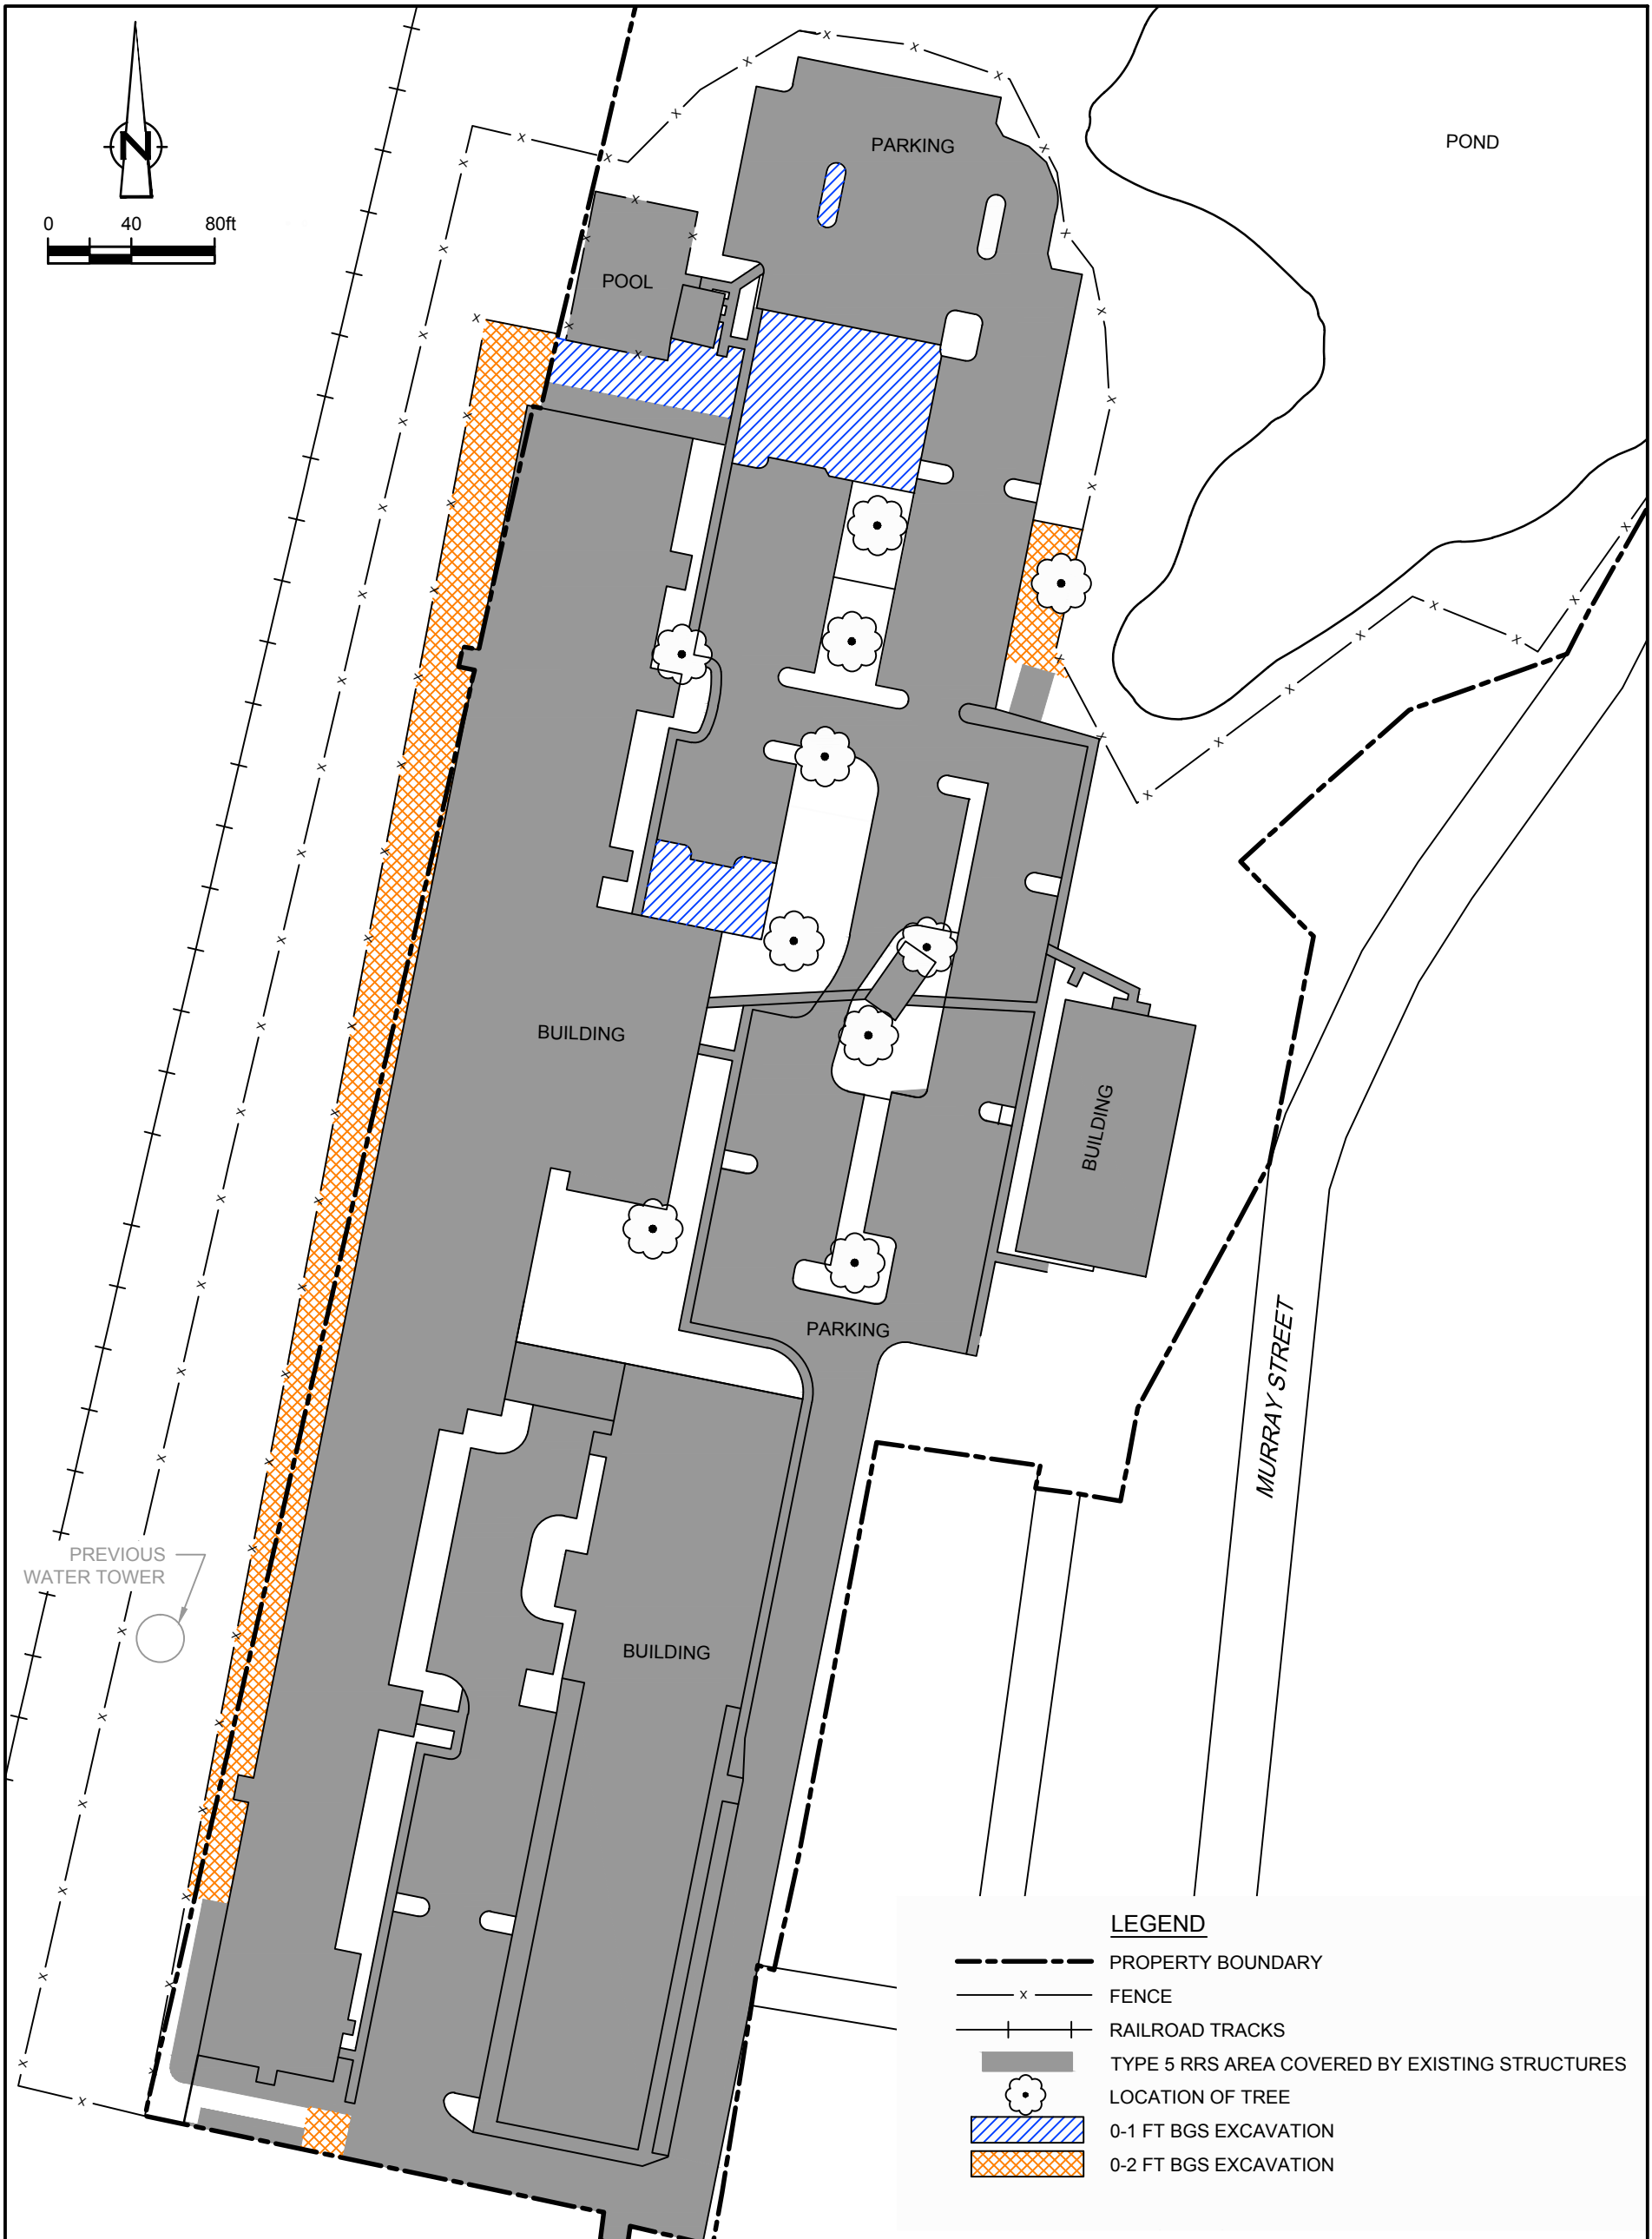 N
0 40 80ft
POND
PARKING
POOL
BUILDING
BUILDING
PARKING
MURRAY STREET
PREVIOUS
WATER TOWER
BUILDING
LEGEND
PROPERTY BOUNDARY
x FENCE
RAILROAD TRACKS
TYPE 5 RRS AREA COVERED BY EXISTING STRUCTURES
LOCATION OF TREE
0-1 FT BGS EXCAVATION
0-2 FT BGS EXCAVATION